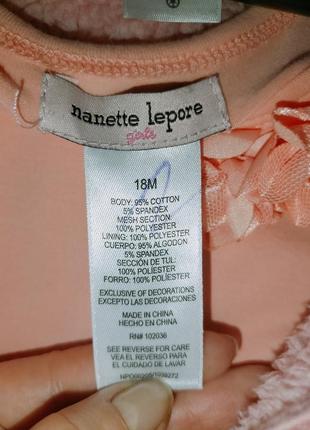 nanette lepore
girls
18M
BODY: 95% COTTON
5% SPANDEX
MESH SECTION:
100% POLYESTER
LINING: 100% POLYESTER
CUERPO: 95% ALGODON
5% SPANDEX
SECCIÓN DE TUL:
100% POLIÉSTER
FORRO: 100% POLIESTER
EXCLUSIVE OF DECORATIONS
EXCEPTO LAS DECORACIONES
MADE IN CHINA
HECHO EN CHINA
RN# 102036
SEE REVERSE FOR CARE
VEA EL REVERSO PARA EL
CUIDADO DE LAVAR